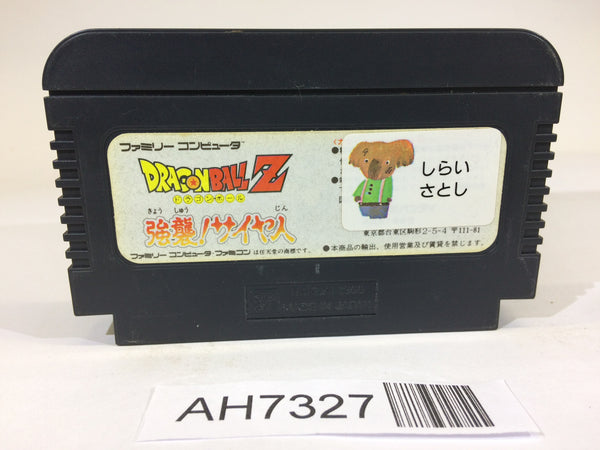 ファミリー コンピュータ
DRAGON BALL Z
ドラゴンボール
きょう しゅう じん
強襲!サイヤ人
ファミリー コンピュータ・ファミコン は任天堂の商標です。
しらい
さとし
東京都台東区駒形2-5-4 〒111-81
●本商品の輸出、使用営業及び賃貸を禁じます。
MADE IN JAPAN
AH7327